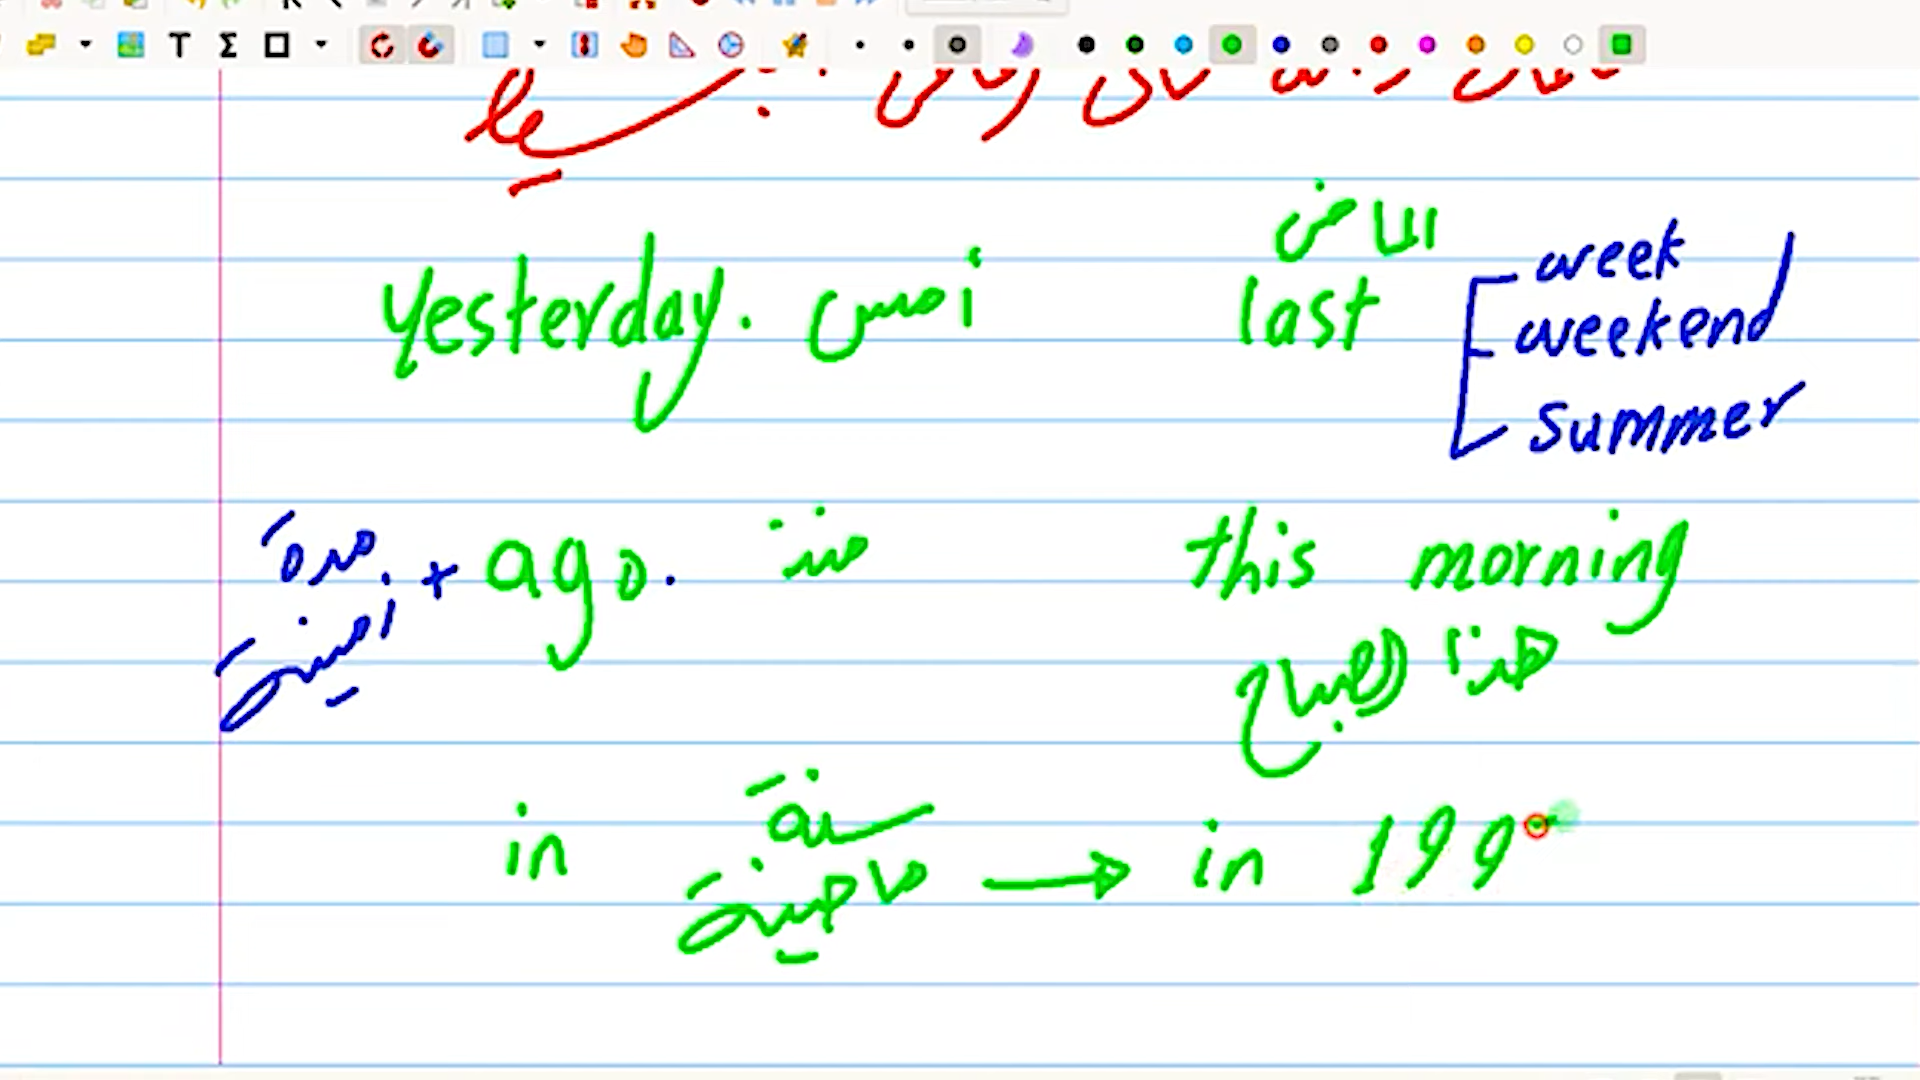 yesterday. أمس
الماضي
last week
weekend
summer
مدة زمنية + ago. منذ
this morning
هذا الصباح
in سنة ماضية → in 199